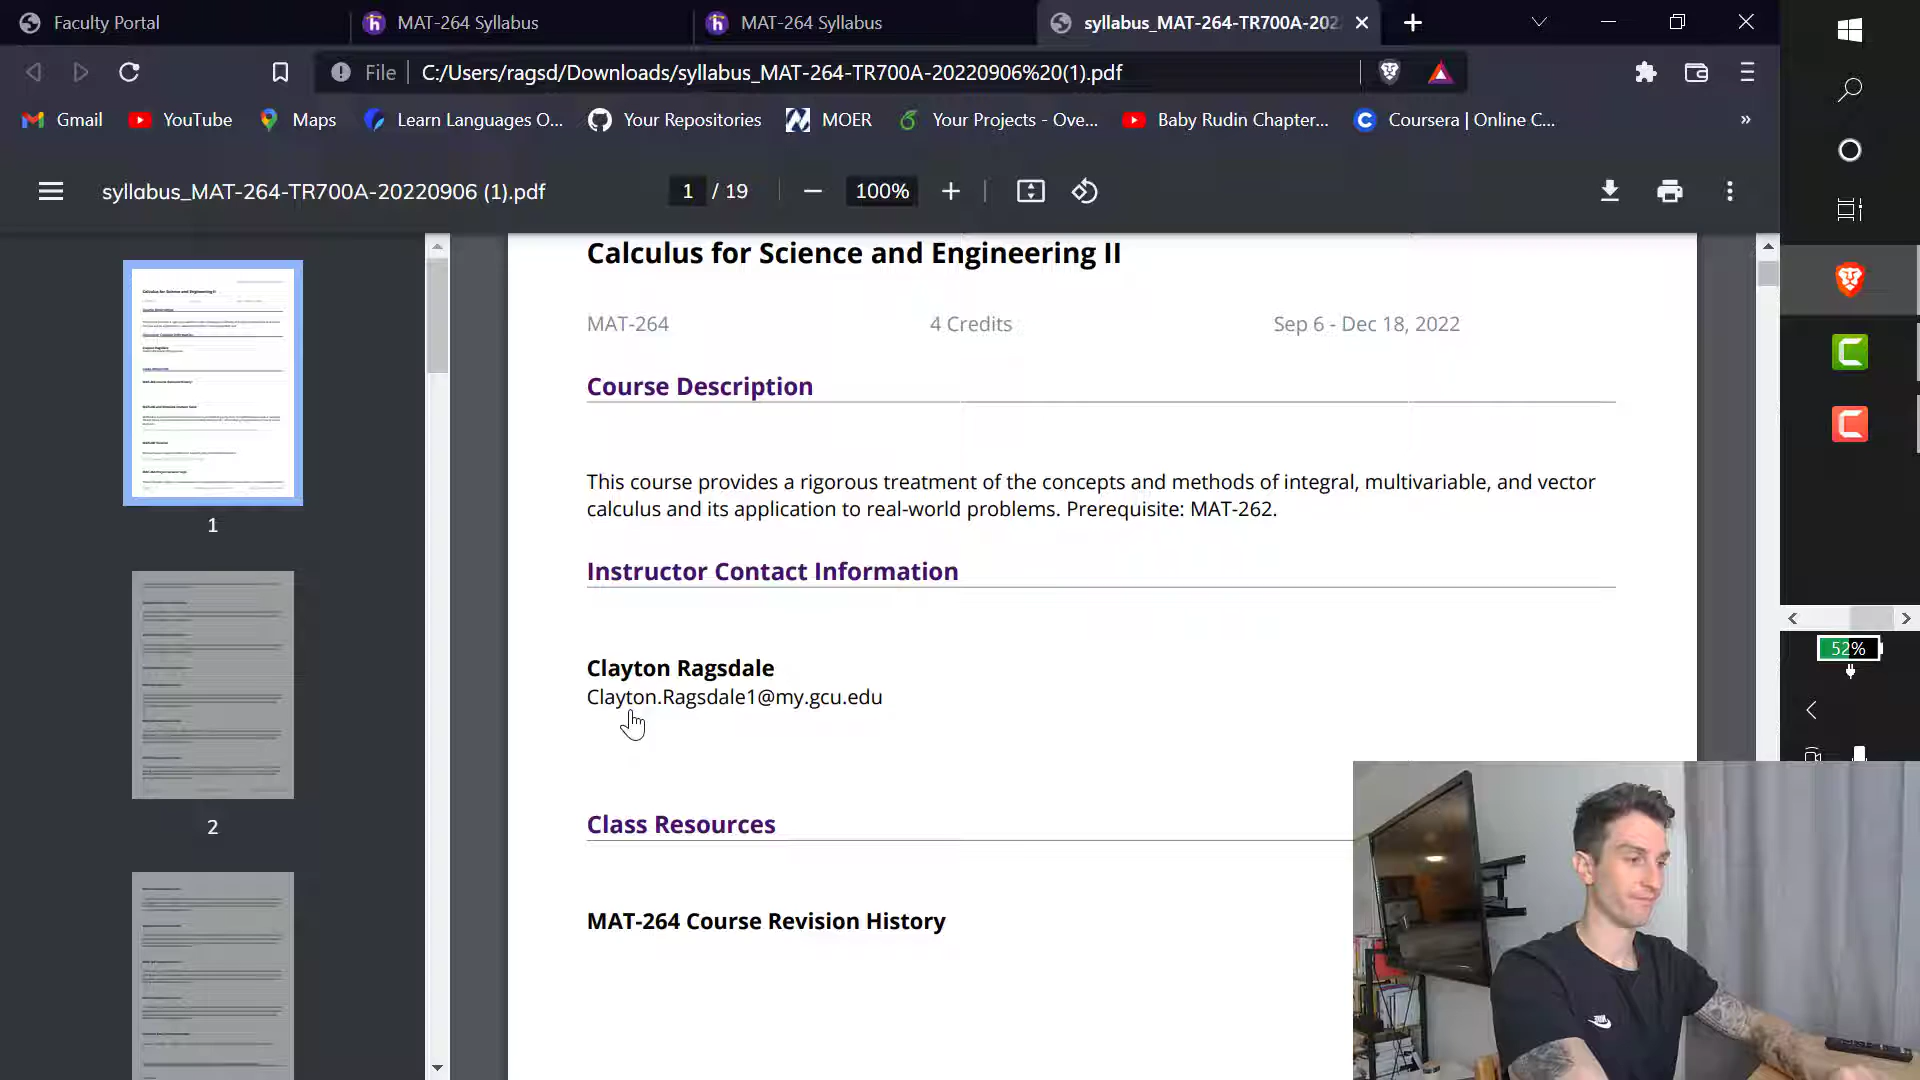 Faculty Portal
MAT-264 Syllabus
MAT-264 Syllabus
syllabus_MAT-264-TR700A-202
File
C:/Users/ragsd/Downloads/syllabus_MAT-264-TR700A-20220906%20(1).pdf
Gmail
YouTube
Maps
Learn Languages O...
Your Repositories
MOER
Your Projects - Ove...
Baby Rudin Chapter...
Coursera | Online C...
»
syllabus_MAT-264-TR700A-20220906 (1).pdf
1 / 19
100%
1
2
Calculus for Science and Engineering II
MAT-264
4 Credits
Sep 6 - Dec 18, 2022
Course Description
This course provides a rigorous treatment of the concepts and methods of integral, multivariable, and vector
calculus and its application to real-world problems. Prerequisite: MAT-262.
Instructor Contact Information
Clayton Ragsdale
Clayton.Ragsdale1@my.gcu.edu
Class Resources
MAT-264 Course Revision History
52%